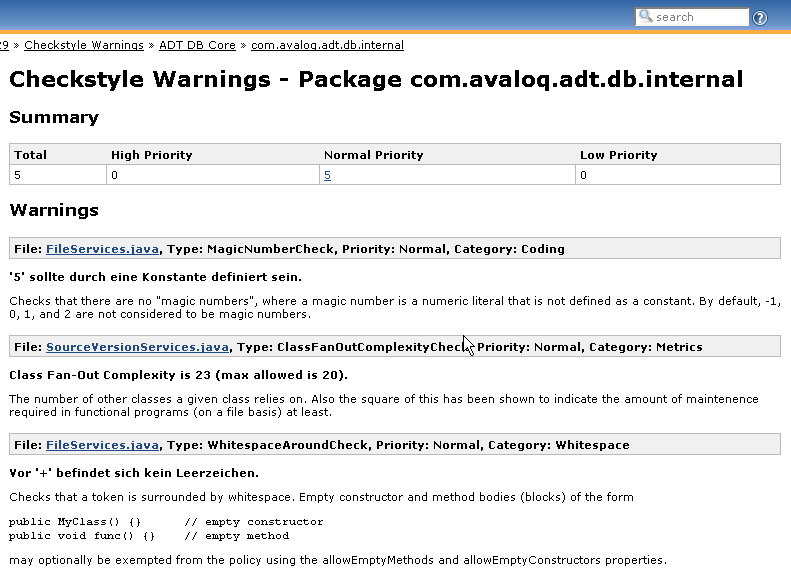 search
29 » Checkstyle Warnings » ADT DB Core » com.avaloq.adt.db.internal
Checkstyle Warnings - Package com.avaloq.adt.db.internal
Summary
Total High Priority Normal Priority Low Priority
5 0 5 0
Warnings
File: FileServices.java, Type: MagicNumberCheck, Priority: Normal, Category: Coding
'5' sollte durch eine Konstante definiert sein.
Checks that there are no "magic numbers", where a magic number is a numeric literal that is not defined as a constant. By default, -1,
0, 1, and 2 are not considered to be magic numbers.
File: SourceVersionServices.java, Type: ClassFanOutComplexityCheck, Priority: Normal, Category: Metrics
Class Fan-Out Complexity is 23 (max allowed is 20).
The number of other classes a given class relies on. Also the square of this has been shown to indicate the amount of maintenence
required in functional programs (on a file basis) at least.
File: FileServices.java, Type: WhitespaceAroundCheck, Priority: Normal, Category: Whitespace
Vor '+' befindet sich kein Leerzeichen.
Checks that a token is surrounded by whitespace. Empty constructor and method bodies (blocks) of the form
public MyClass() {}      // empty constructor
public void func() {}    // empty method
may optionally be exempted from the policy using the allowEmptyMethods and allowEmptyConstructors properties.